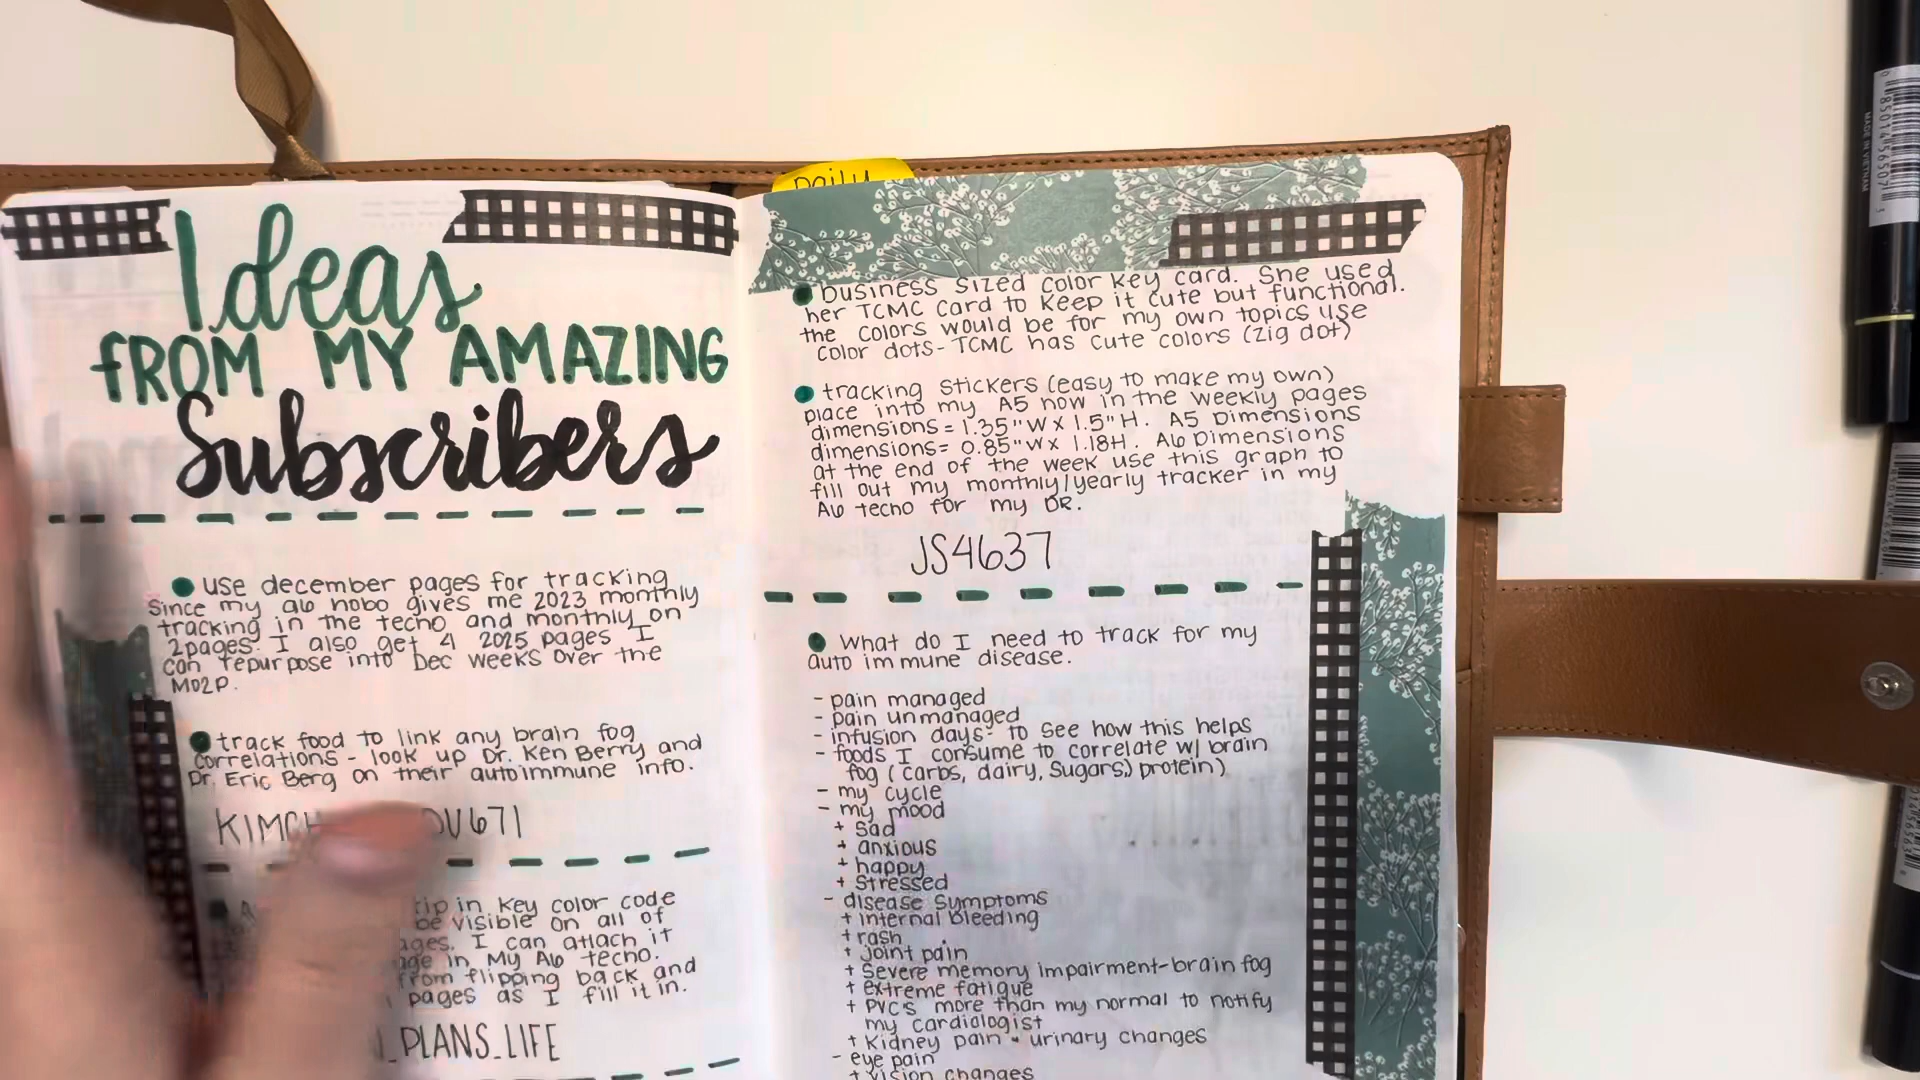 daily
Ideas
FROM MY AMAZING
Subscribers
use december pages for tracking
Since my a6 hobo gives me 2023 monthly
tracking in the techo and monthly on
2pages. I also get 4 2025 pages I
can repurpose into Dec weeks over the
MO2P.
track food to link any brain fog
correlations - look up Dr. Ken Berry and
Dr. Eric Berg on their autoimmune info.
671
tip in key color code
be visible on all of
I can attach it
in My A6 techo.
from flipping back and
pages as I fill it in.
_PLANS_LIFE
business sized color key card. She used
her TCMC Card to keep it cute but functional.
the colors would be for my own topics use
color dots- TCMC has cute colors (zig dot)
tracking stickers (easy to make my own)
place into my A5 now in the weekly pages
dimensions = 1.35"W x 1.5"H. A5 Dimensions
dimensions= 0.85"W x 1.18H. A6 Dimensions
at the end of the week use this graph to
fill out my monthly/yearly tracker in my
A6 techo for my DR.
JS4637
What do I need to track for my
auto immune disease.
- pain managed
- pain unmanaged
- infusion days- to see how this helps
- foods I consume to correlate w/ brain
fog (carbs, dairy, sugars,) protein)
- my cycle
- my mood
+ sad
+ anxious
+ happy
+ stressed
- disease symptoms
+ internal bleeding
+ rash
+ joint pain
+ severe memory impairment-brain fog
+ extreme fatigue
+ PVC's more than my normal to notify
my cardiologist
+ kidney pain - urinary changes
- eye pain
+ vision changes
MADE IN VIETNAM